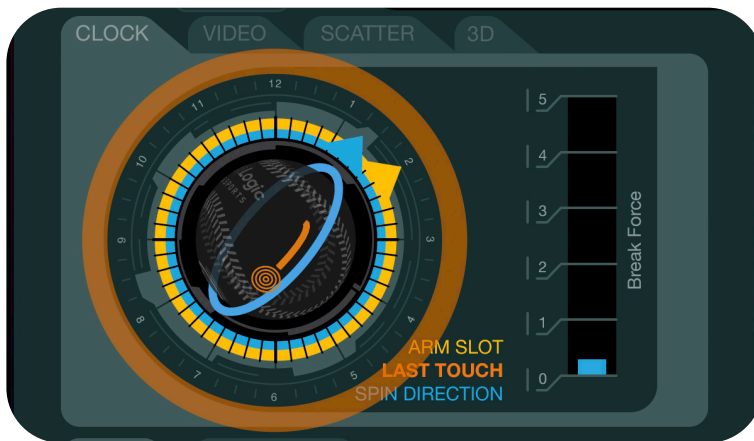 CLOCK
VIDEO
SCATTER
3D
12
1
2
3
4
5
6
7
8
9
10
11
Logic
SPORTS
5
4
3
2
1
0
Break Force
ARM SLOT
LAST TOUCH
SPIN DIRECTION